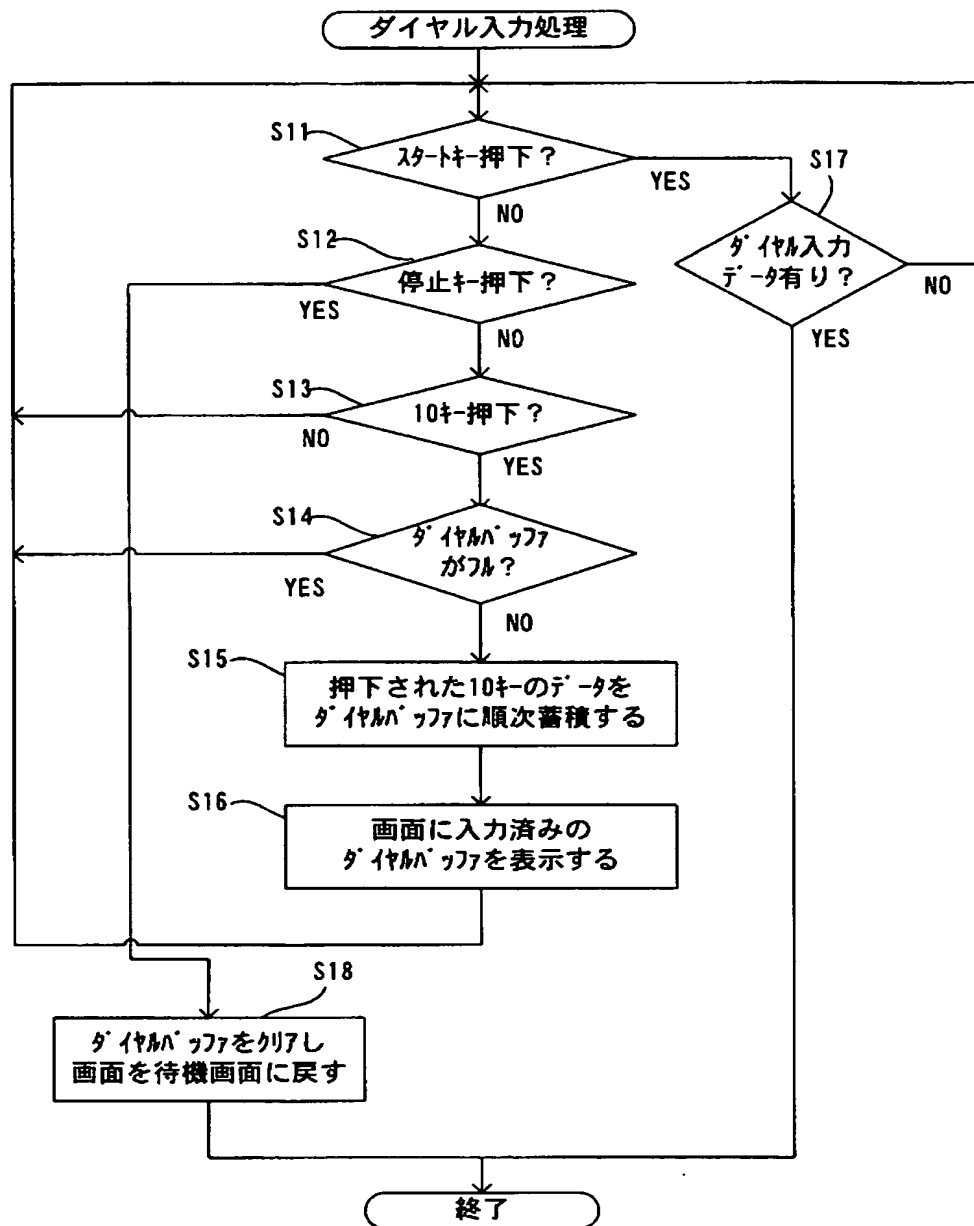 ダイヤル入力処理
S11
スタートキー押下?
YES
NO
S17
ダイヤル入力
データ有り?
NO
YES
S12
停止キー押下?
YES
NO
S13
10キー押下?
NO
YES
S14
ダイヤルバッファ
がフル?
YES
NO
S15
押下された10キーのデータを
ダイヤルバッファに順次蓄積する
S16
画面に入力済みの
ダイヤルバッファを表示する
S18
ダイヤルバッファをクリアし
画面を待機画面に戻す
終了